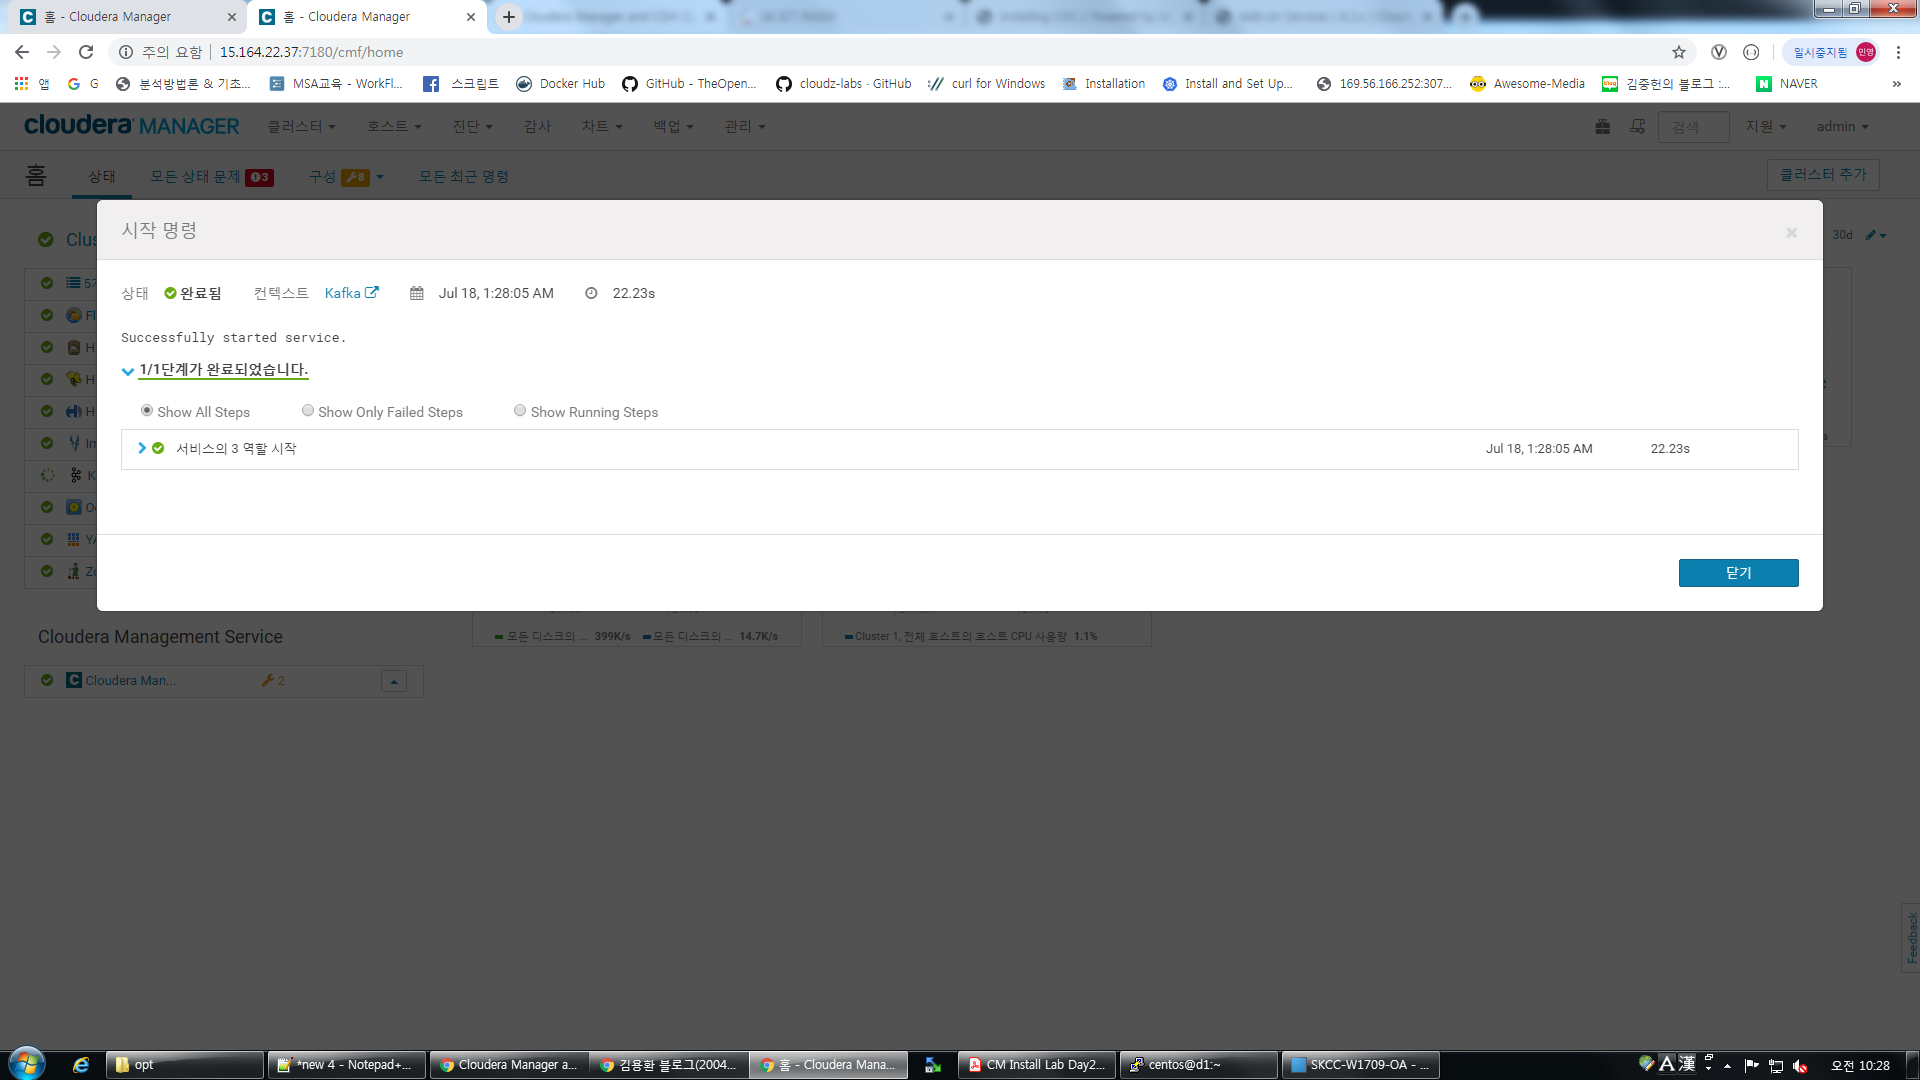 홈 - Cloudera Manager
홈 - Cloudera Manager
주의 요함 15.164.22.37:7180/cmf/home 일시중지됨 민영
앱 G 분석방법론 & 기초... MSA교육 - WorkFl... 스크립트 Docker Hub GitHub - TheOpen... cloudz-labs · GitHub curl for Windows Installation Install and Set Up... 169.56.166.252:307... Awesome-Media 김중헌의 블로그 :... NAVER »
cloudera MANAGER 클러스터 호스트 진단 감사 차트 백업 관리 검색 지원 admin
홈 상태 모든 상태 문제 3 구성 8 모든 최근 명령 클러스터 추가
시작 명령
Clus 30d
상태 완료됨 컨텍스트 Kafka Jul 18, 1:28:05 AM 22.23s
Successfully started service.
1/1단계가 완료되었습니다.
Show All Steps Show Only Failed Steps Show Running Steps
서비스의 3 역할 시작 Jul 18, 1:28:05 AM 22.23s
Fl
H
H
H
In
K
YA
닫기
모든 디스크의 ... 399K/s 모든 디스크의 ... 14.7K/s Cluster 1, 전체 호스트의 호스트 CPU 사용량 1.1%
Cloudera Management Service
Cloudera Man... 2
Feedback
opt *new 4 - Notepad+... Cloudera Manager a... 김용환 블로그(2004... 홈 - Cloudera Mana... CM Install Lab Day2... centos@d1:~ SKCC-W1709-OA - ... A 漢 오전 10:28